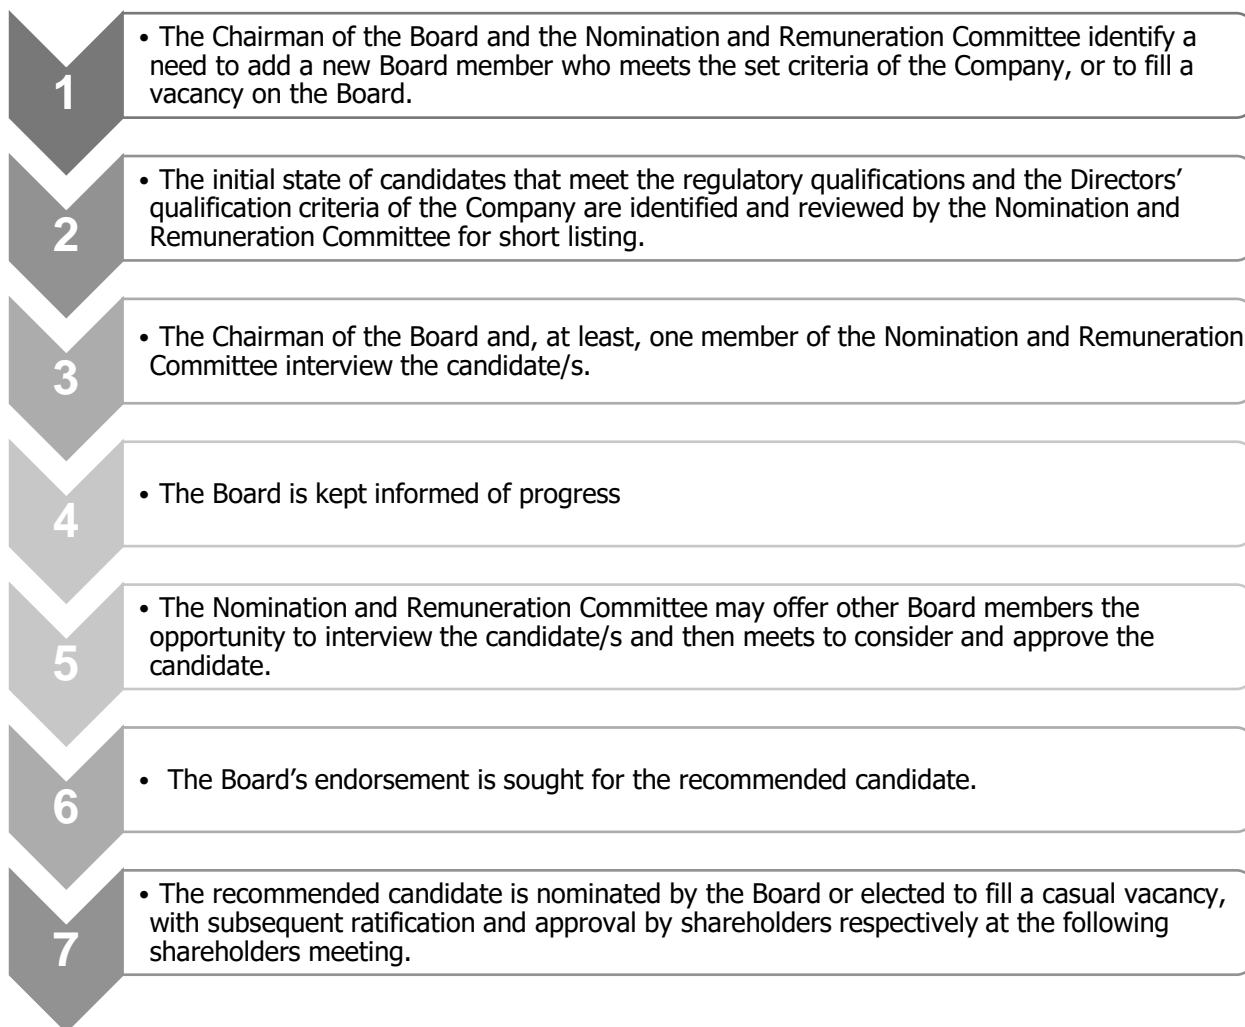 1
• The Chairman of the Board and the Nomination and Remuneration Committee identify a
need to add a new Board member who meets the set criteria of the Company, or to fill a
vacancy on the Board.
2
• The initial state of candidates that meet the regulatory qualifications and the Directors’
qualification criteria of the Company are identified and reviewed by the Nomination and
Remuneration Committee for short listing.
3
• The Chairman of the Board and, at least, one member of the Nomination and Remuneration
Committee interview the candidate/s.
4
• The Board is kept informed of progress
5
• The Nomination and Remuneration Committee may offer other Board members the
opportunity to interview the candidate/s and then meets to consider and approve the
candidate.
6
• The Board’s endorsement is sought for the recommended candidate.
7
• The recommended candidate is nominated by the Board or elected to fill a casual vacancy,
with subsequent ratification and approval by shareholders respectively at the following
shareholders meeting.